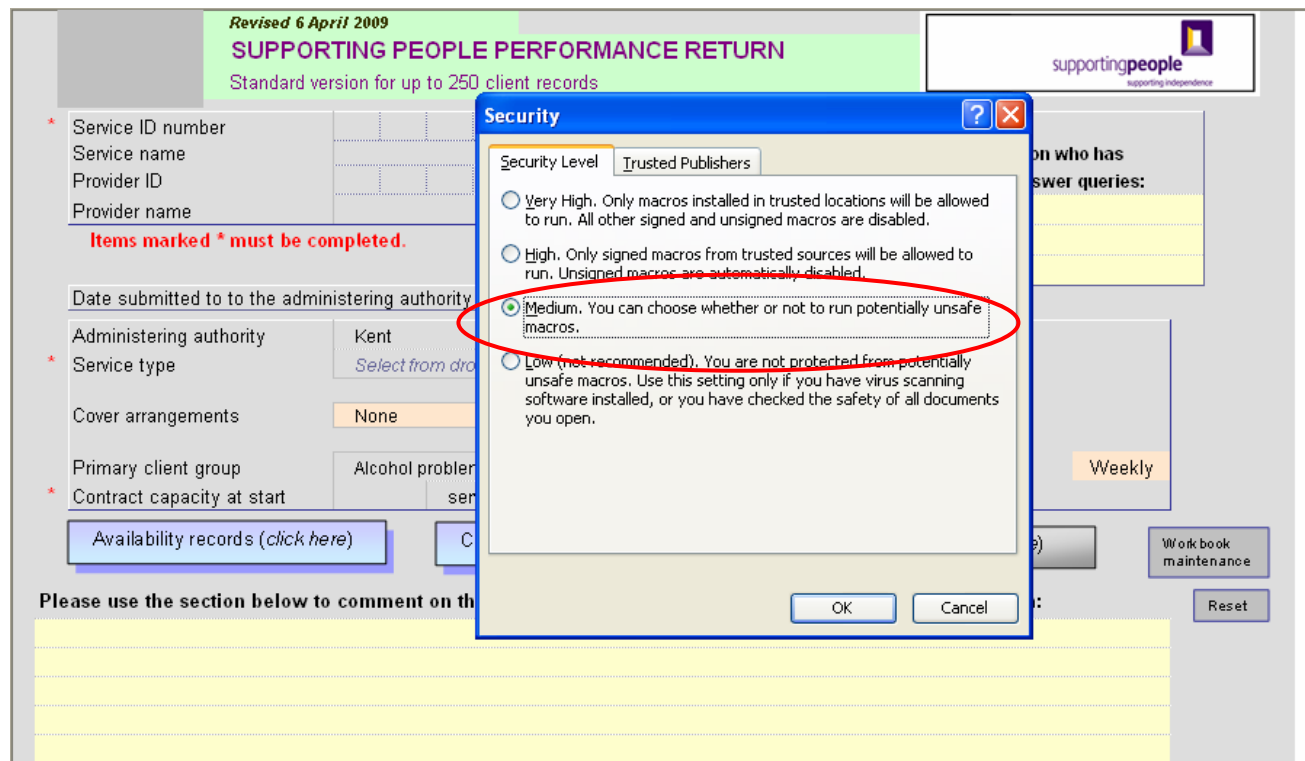 Revised 6 April 2009
SUPPORTING PEOPLE PERFORMANCE RETURN
Standard version for up to 250 client records
supportingpeople
supporting independence
* Service ID number
Service name
Provider ID
Provider name
Items marked * must be completed.
on who has
swer queries:
Date submitted to to the administering authority
Administering authority Kent
* Service type Select from dro
Cover arrangements None
Primary client group Alcohol problem
Weekly
* Contract capacity at start ser
Availability records (click here)
C
e)
Workbook
maintenance
Please use the section below to comment on th
:
Reset
Security
Security Level Trusted Publishers
Very High. Only macros installed in trusted locations will be allowed
to run. All other signed and unsigned macros are disabled.
High. Only signed macros from trusted sources will be allowed to
run. Unsigned macros are automatically disabled.
Medium. You can choose whether or not to run potentially unsafe
macros.
Low (not recommended). You are not protected from potentially
unsafe macros. Use this setting only if you have virus scanning
software installed, or you have checked the safety of all documents
you open.
OK Cancel